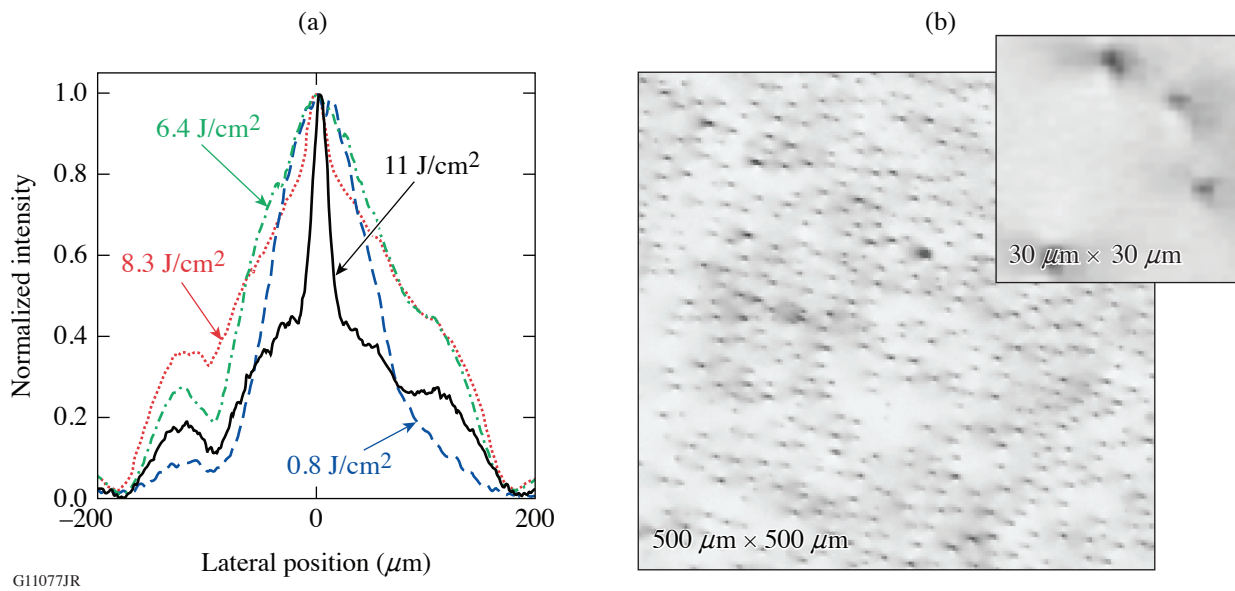 (a)
(b)
Normalized intensity
1.0
0.8
0.6
0.4
0.2
0.0
–200
0
200
Lateral position (μm)
6.4 J/cm²
11 J/cm²
8.3 J/cm²
0.8 J/cm²
30 μm × 30 μm
500 μm × 500 μm
G11077JR